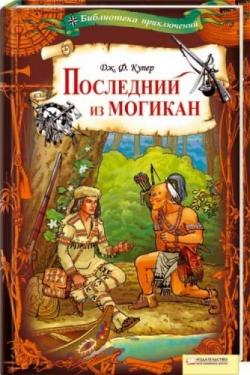 Библиотека приключений
Дж. Ф. Купер
Последний
из могикан